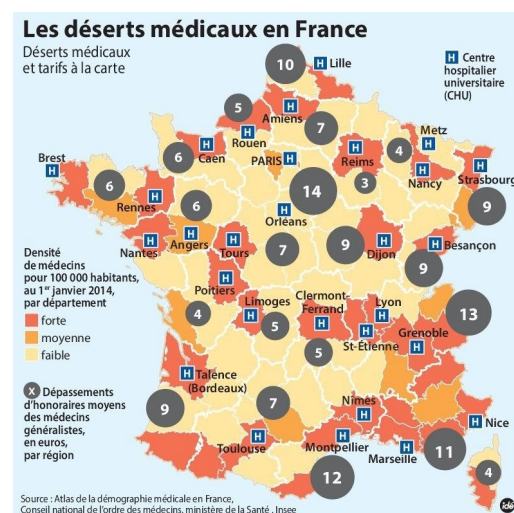 Les déserts médicaux en France
Déserts médicaux
et tarifs à la carte
H Centre
hospitalier
universitaire
(CHU)
10
H Lille
5
H
Amiens
7
H
Rouen
H
Caen
6
PARIS H
H
Reims
3
4
Metz
H
H
Nancy
H
Strasbourg
9
Brest
H
6
H
Rennes
6
14
H
Orléans
H
Nantes
H
Angers
H
Tours
7
9
H
Dijon
H Besançon
9
Densité
de médecins
pour 100 000 habitants,
au 1er janvier 2014,
par département
forte
moyenne
faible
H
Poitiers
4
Limoges
H
5
Clermont-
Ferrand
H
Lyon
H
H
St-Étienne
Grenoble
H
13
5
x Dépassements
d'honoraires moyens
des médecins
généralistes,
en euros,
par région
H Talence
(Bordeaux)
9
7
Nîmes
H
H
Toulouse
H
Montpellier
H
Marseille
11
H
Nice
12
4
Source : Atlas de la démographie médicale en France,
Conseil national de l'ordre des médecins, ministère de la Santé , Insee
idé